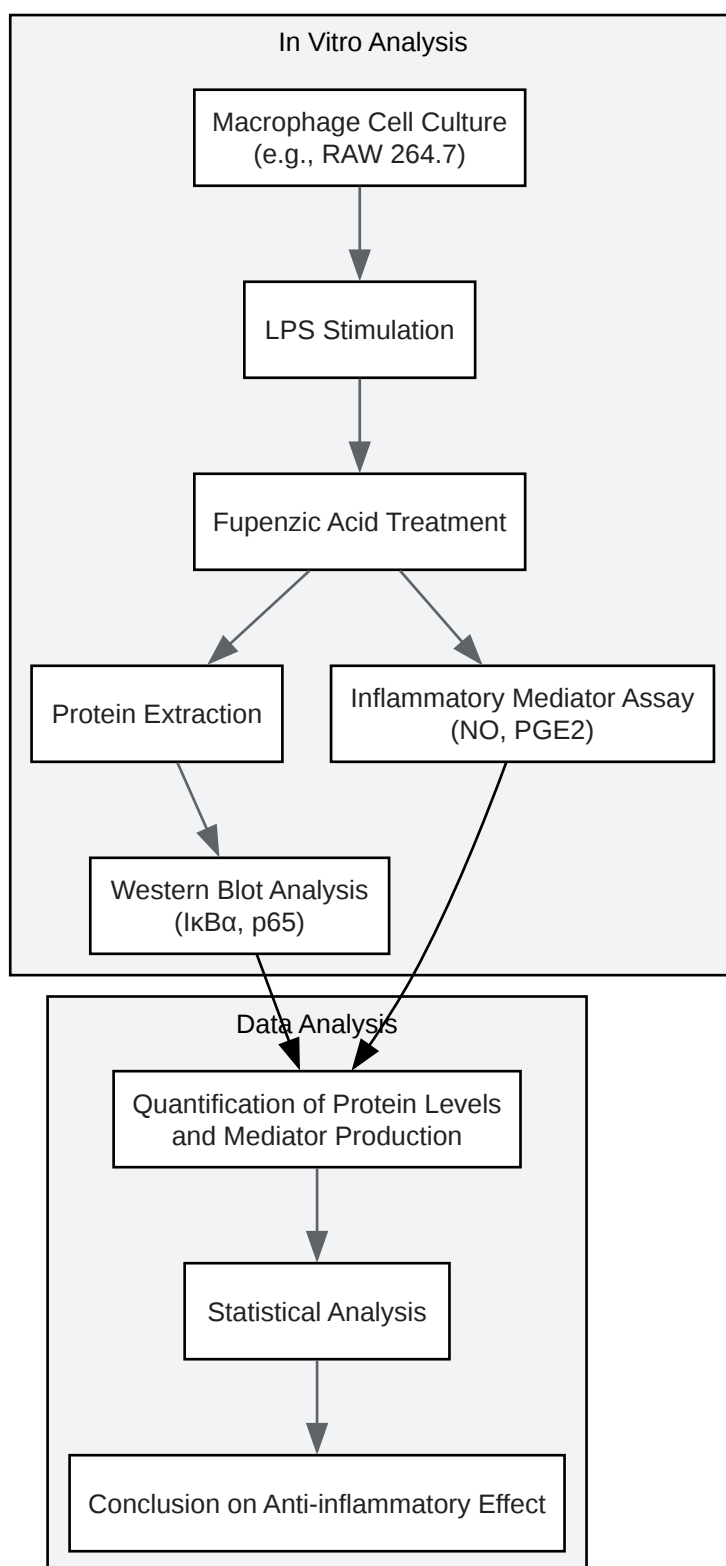 In Vitro Analysis
Macrophage Cell Culture
(e.g., RAW 264.7)
LPS Stimulation
Fupenzic Acid Treatment
Protein Extraction
Inflammatory Mediator Assay
(NO, PGE2)
Western Blot Analysis
(IκBα, p65)
Data Analysis
Quantification of Protein Levels
and Mediator Production
Statistical Analysis
Conclusion on Anti-inflammatory Effect